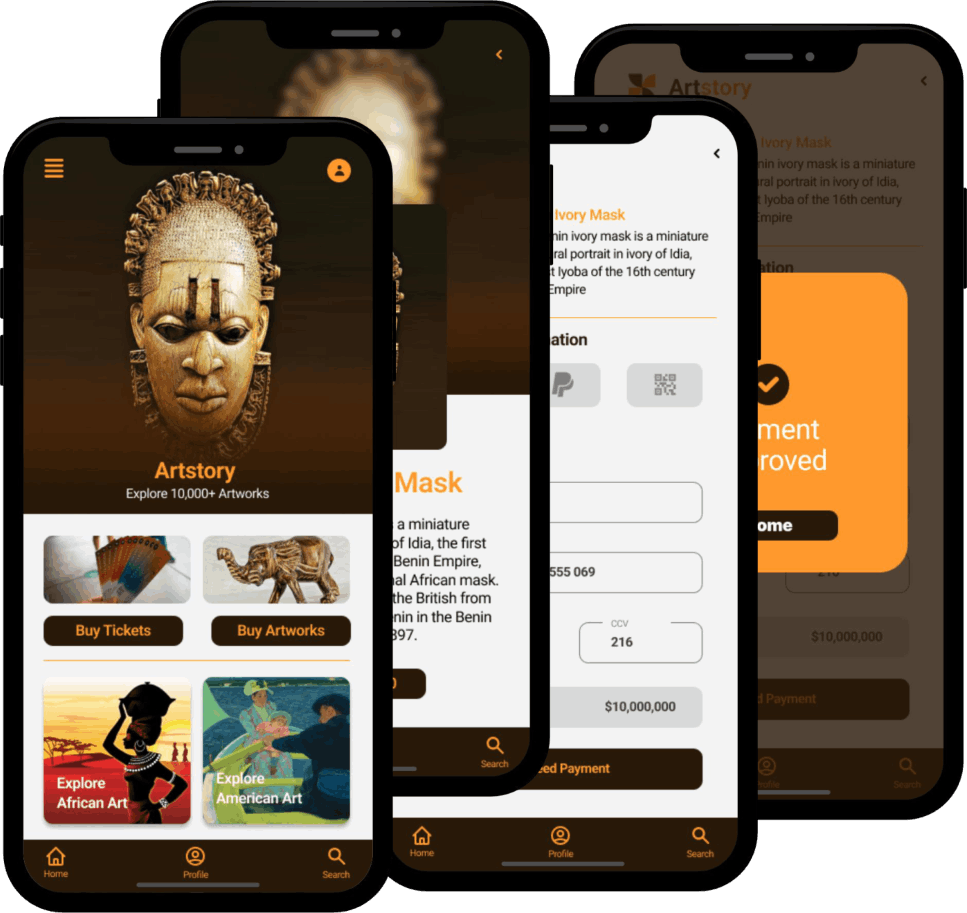 Artstory
Explore 10,000+ Artworks
Buy Tickets
Buy Artworks
Explore
African Art
Explore
American Art
Home
Profile
Search
Mask
a miniature
of Idia, the first
Benin Empire,
al African mask.
the British from
nin in the Benin
397.
0
Search
Ivory Mask
nin ivory mask is a miniature
ral portrait in ivory of Idia,
t Iyoba of the 16th century
Empire
ation
555 069
CCV
216
$10,000,000
eed Payment
Home
Profile
Search
Artstory
Ivory Mask
nin ivory mask is a miniature
ral portrait in ivory of Idia,
t Iyoba of the 16th century
Empire
ation
ment
roved
ome
216
$10,000,000
d Payment
Profile
Search